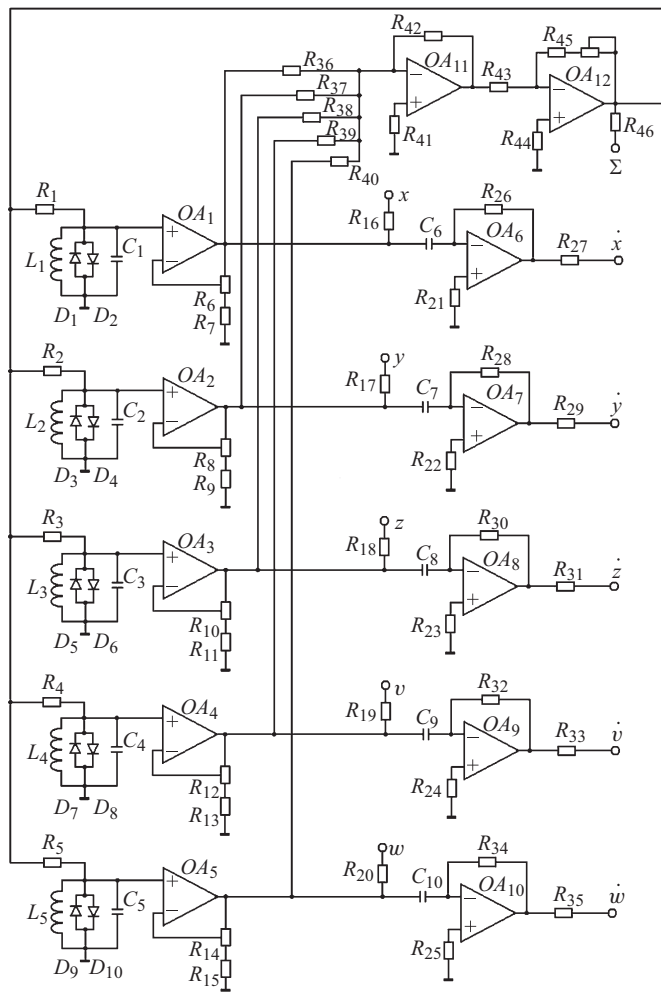 R42
R45
R36
OA11
OA12
R43
R37
R38
R39
R41
R44
R46
R40
Σ
x
R1
OA1
R26
R16
C6
OA6
ẋ
R27
L1
C1
R6
R21
D1 D2
R7
R2
y
R28
OA2
R17
C7
OA7
ẏ
R29
L2
C2
R8
R22
D3 D4
R9
R3
z
R30
OA3
R18
C8
OA8
ż
R31
L3
C3
R10
R23
D5 D6
R11
R4
v
R32
OA4
R19
C9
OA9
v̇
R33
L4
C4
R12
R24
D7 D8
R13
R5
w
R34
OA5
R20
C10
OA10
ẇ
R35
L5
C5
R14
R25
D9 D10
R15